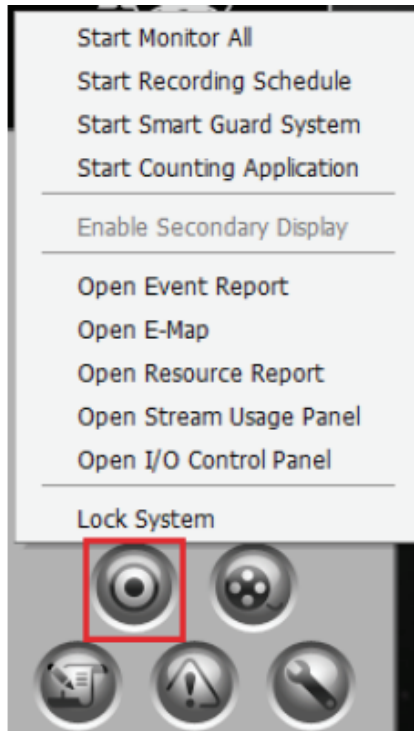 Start Monitor All
Start Recording Schedule
Start Smart Guard System
Start Counting Application
Enable Secondary Display
Open Event Report
Open E-Map
Open Resource Report
Open Stream Usage Panel
Open I/O Control Panel
Lock System